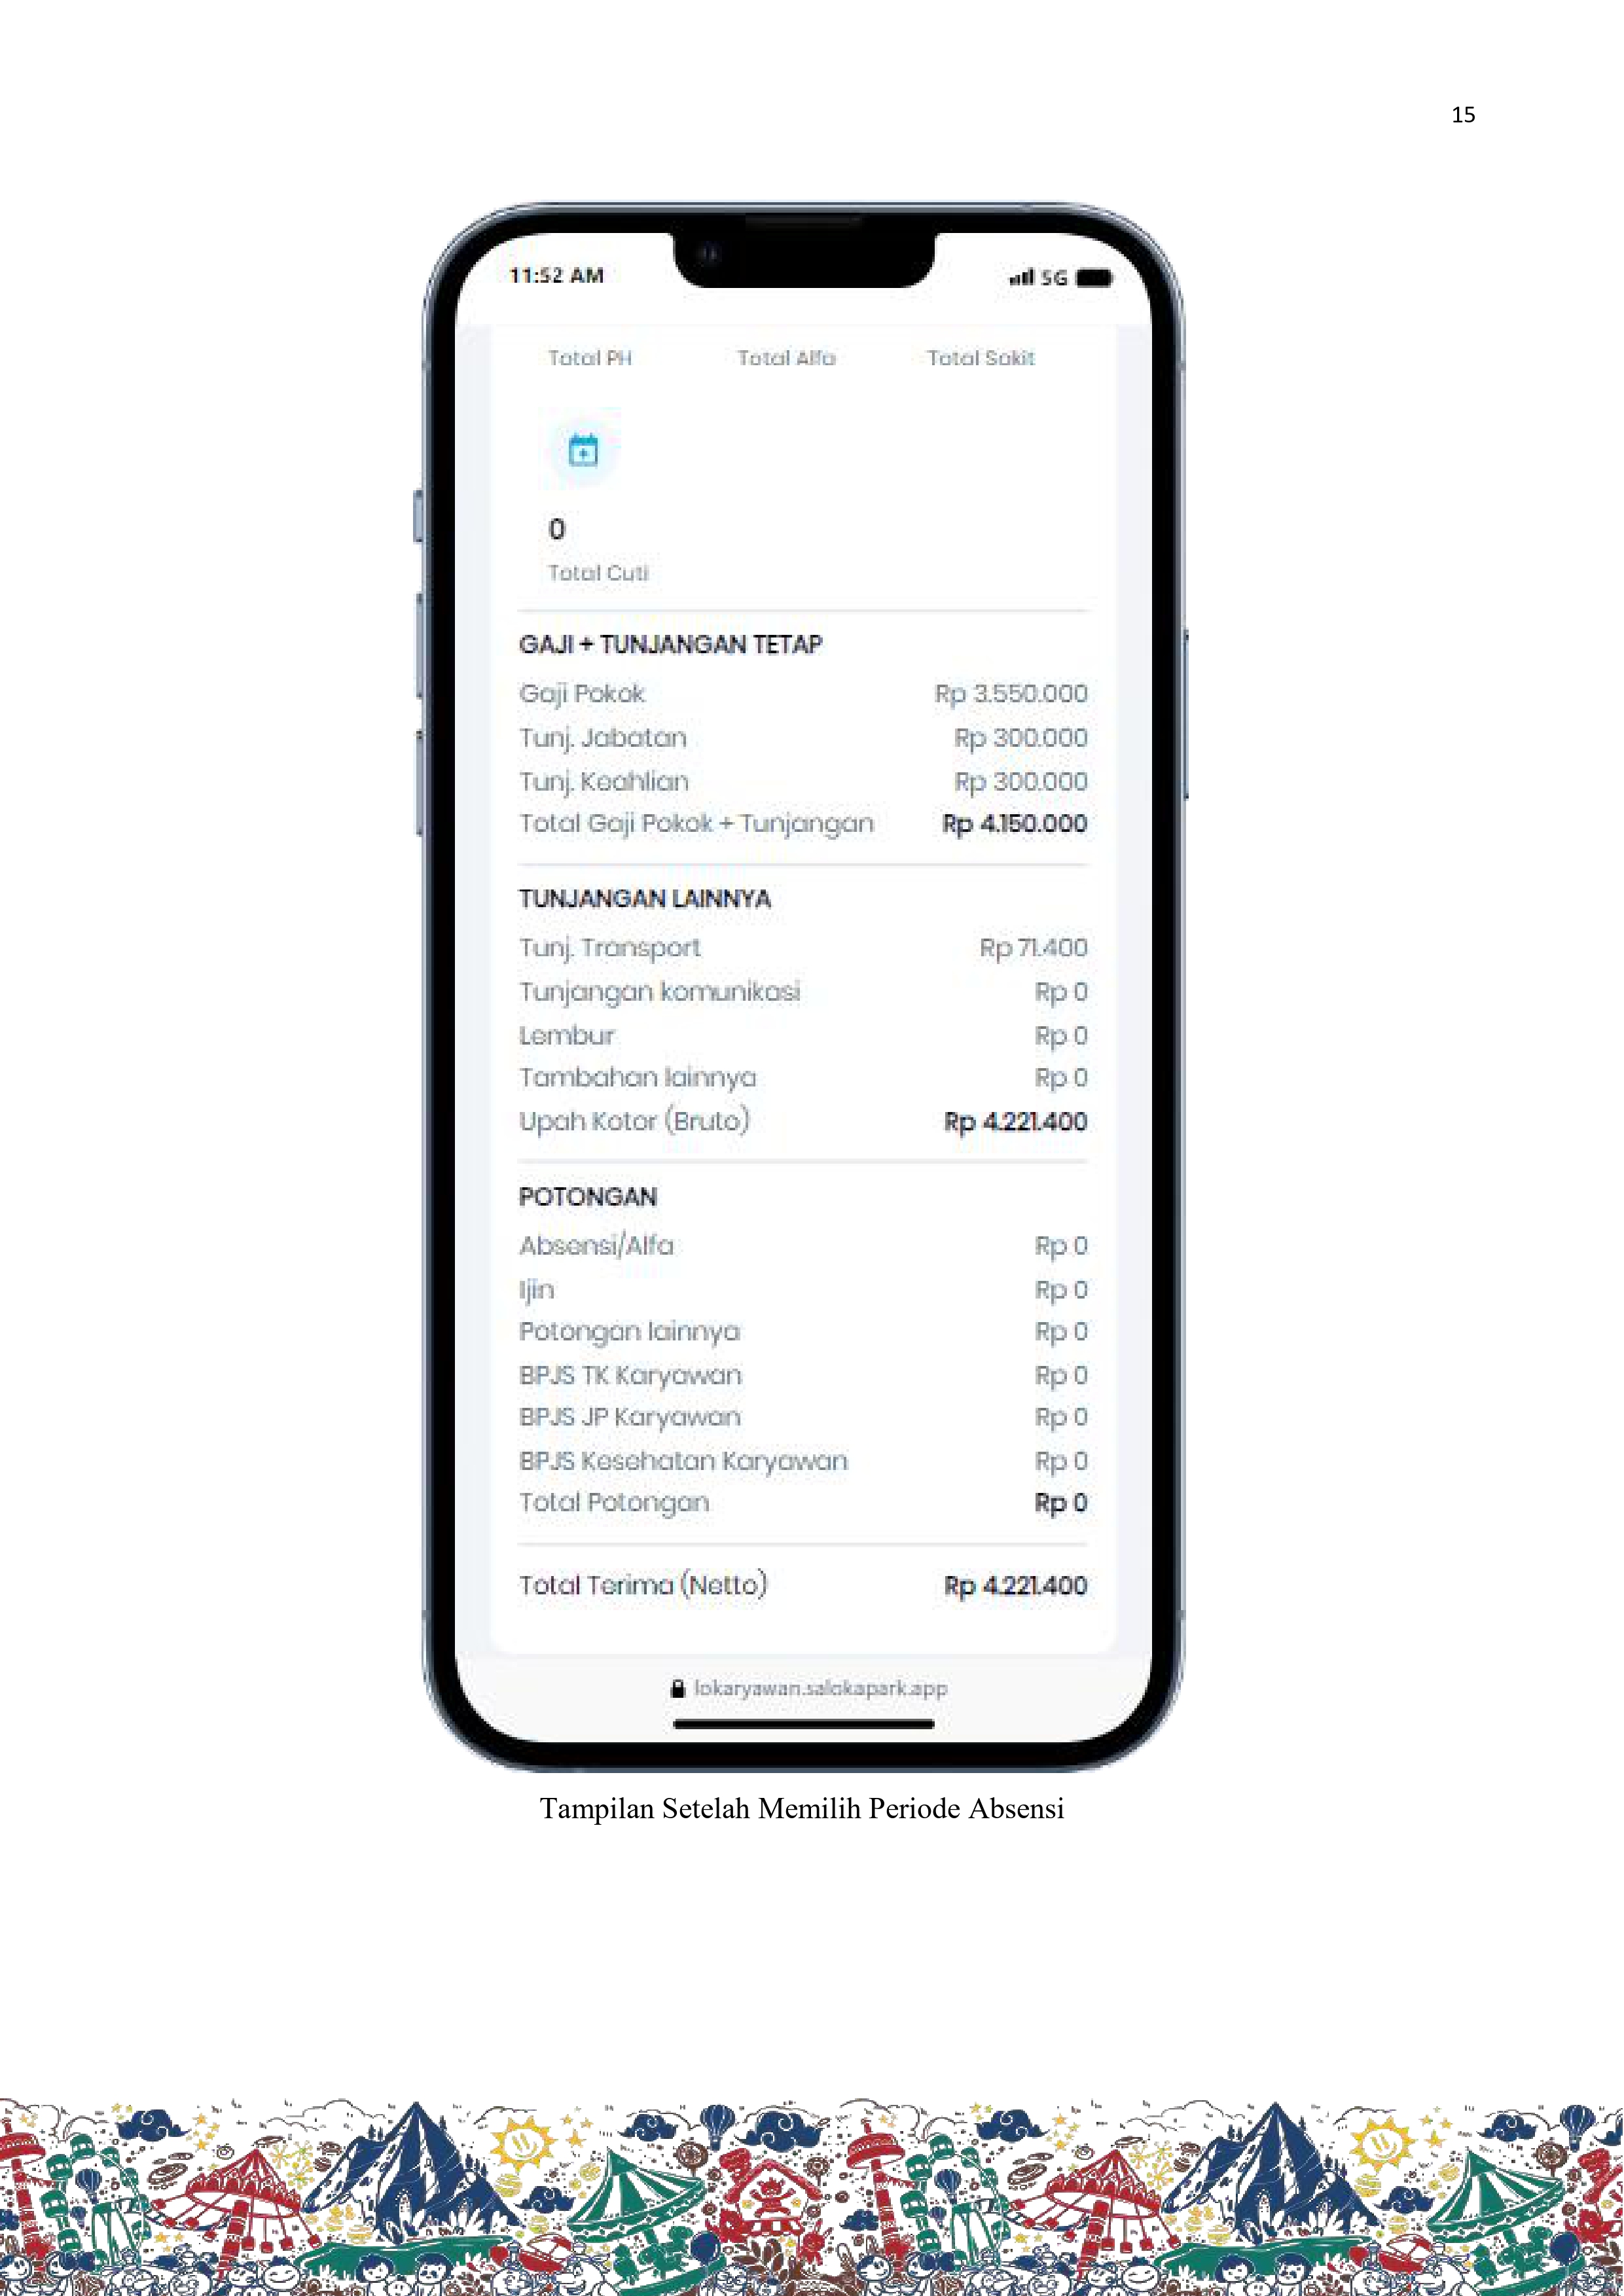 15
11:52 AM 5G
Total PH Total Alfa Total Sakit
0
Total Cuti
GAJI + TUNJANGAN TETAP
Gaji Pokok Rp 3.550.000
Tunj. Jabatan Rp 300.000
Tunj. Keahlian Rp 300.000
Total Gaji Pokok + Tunjangan Rp 4.150.000
TUNJANGAN LAINNYA
Tunj. Transport Rp 71.400
Tunjangan komunikasi Rp 0
Lembur Rp 0
Tambahan lainnya Rp 0
Upah Kotor (Bruto) Rp 4.221.400
POTONGAN
Absensi/Alfa Rp 0
Ijin Rp 0
Potongan lainnya Rp 0
BPJS TK Karyawan Rp 0
BPJS JP Karyawan Rp 0
BPJS Kesehatan Karyawan Rp 0
Total Potongan Rp 0
Total Terima (Netto) Rp 4.221.400
lokaryawan.salokapark.app
Tampilan Setelah Memilih Periode Absensi